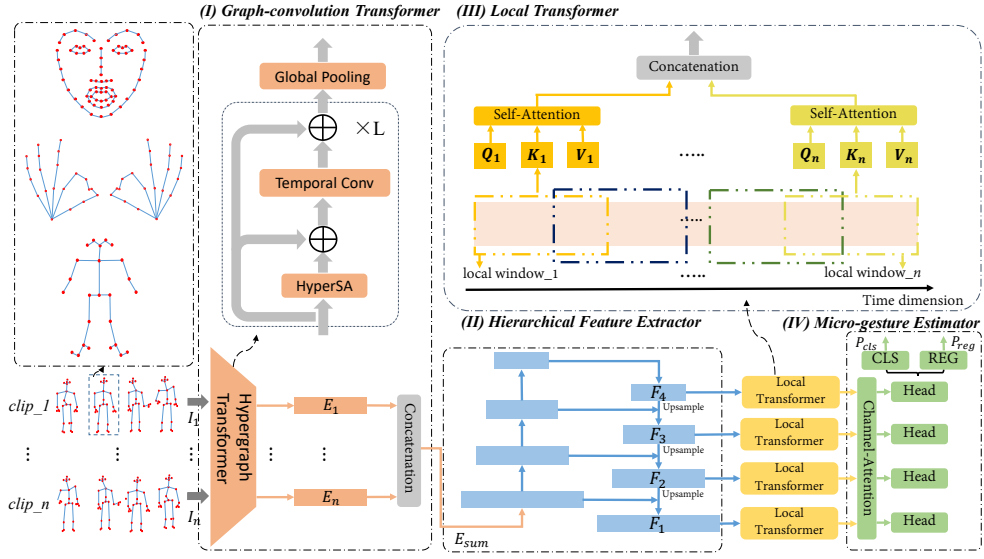 (I) Graph-convolution Transformer
Global Pooling
×L
Temporal Conv
HyperSA
clip_1
I1
clip_n
In
Hypergraph
Transformer
E1
En
Concatenation
Esum
(III) Local Transformer
Concatenation
Self-Attention
Self-Attention
Q1
K1
V1
.....
Qn
Kn
Vn
.....
local window_1
.....
local window_n
Time dimension
(II) Hierarchical Feature Extractor
F4
Upsample
F3
Upsample
F2
Upsample
F1
Local
Transformer
Local
Transformer
Local
Transformer
Local
Transformer
(IV) Micro-gesture Estimator
Pcls
Preg
CLS
REG
Channel-Attention
Head
Head
Head
Head